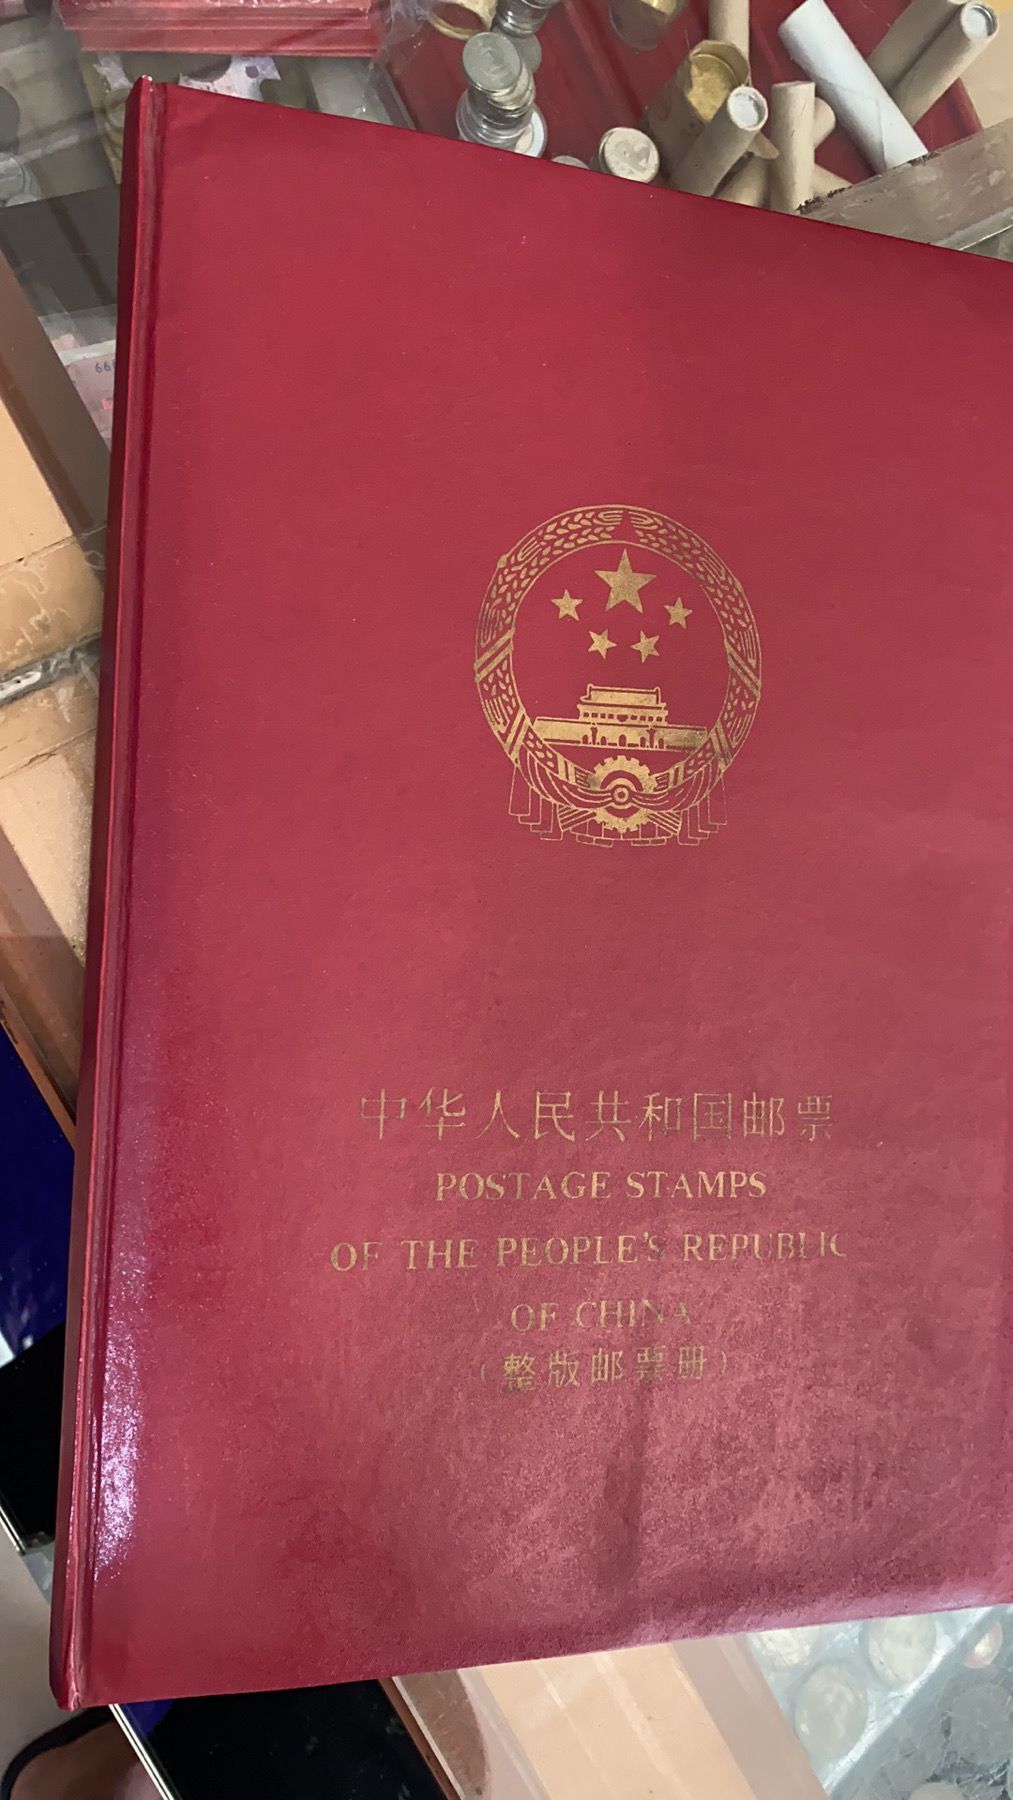 中华人民共和国邮票
POSTAGE STAMPS
OF THE PEOPLE'S REPUBLIC
OF CHINA
(整版邮票册)